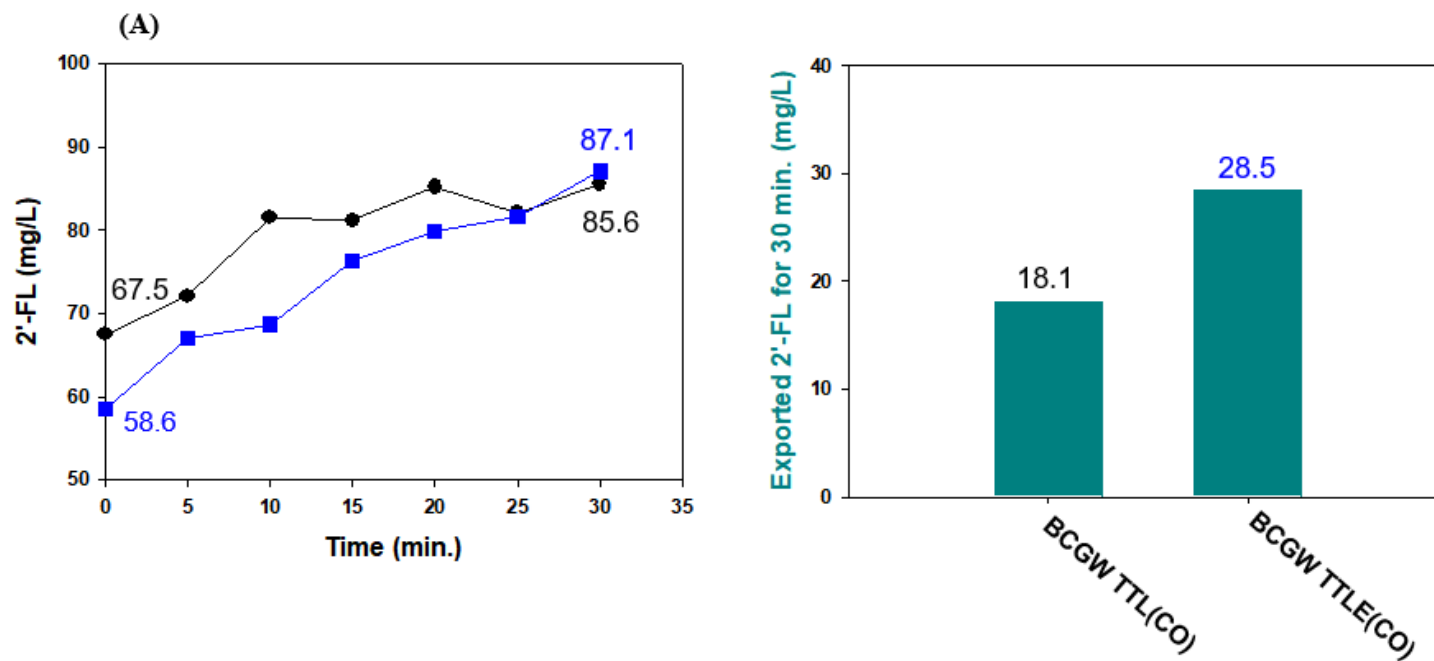 (A)
2'-FL (mg/L)
100
90
80
70
60
50
67.5
58.6
87.1
85.6
0 5 10 15 20 25 30 35
Time (min.)
Exported 2'-FL for 30 min. (mg/L)
40
30
20
10
0
18.1
28.5
BCGW TTL(CO)
BCGW TTLE(CO)